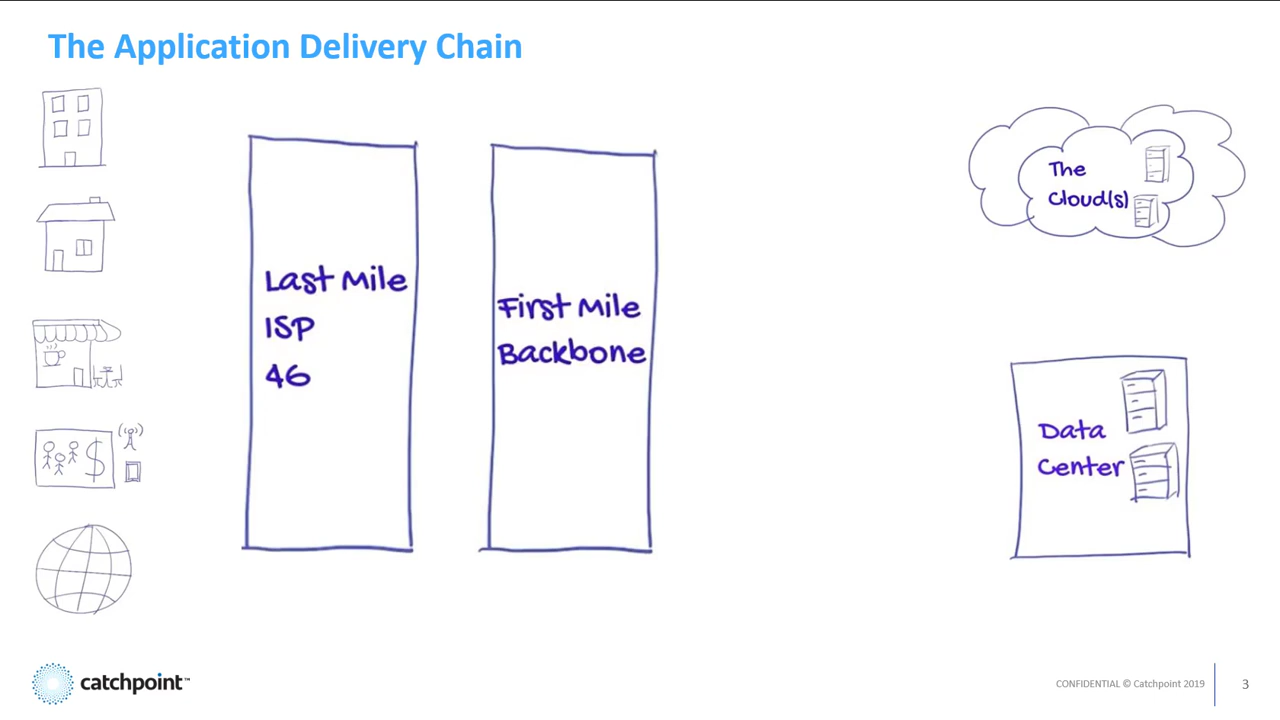 The Application Delivery Chain
Last Mile
ISP
46
First Mile
Backbone
The
Cloud(s)
Data
Center
$
catchpoint™
CONFIDENTIAL © Catchpoint 2019
3